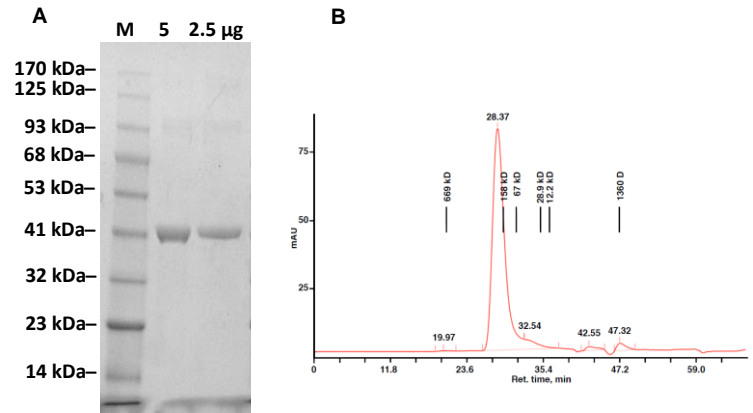 A
M 5 2.5 µg
170 kDa–
125 kDa–
93 kDa–
68 kDa–
53 kDa–
41 kDa–
32 kDa–
23 kDa–
14 kDa–
B
28.37
669 kD
158 kD
67 kD
28.9 kD
12.2 kD
1360 D
75
50
25
mAU
19.97
32.54
42.55
47.32
0 11.8 23.6 35.4 47.2 59.0
Ret. time, min